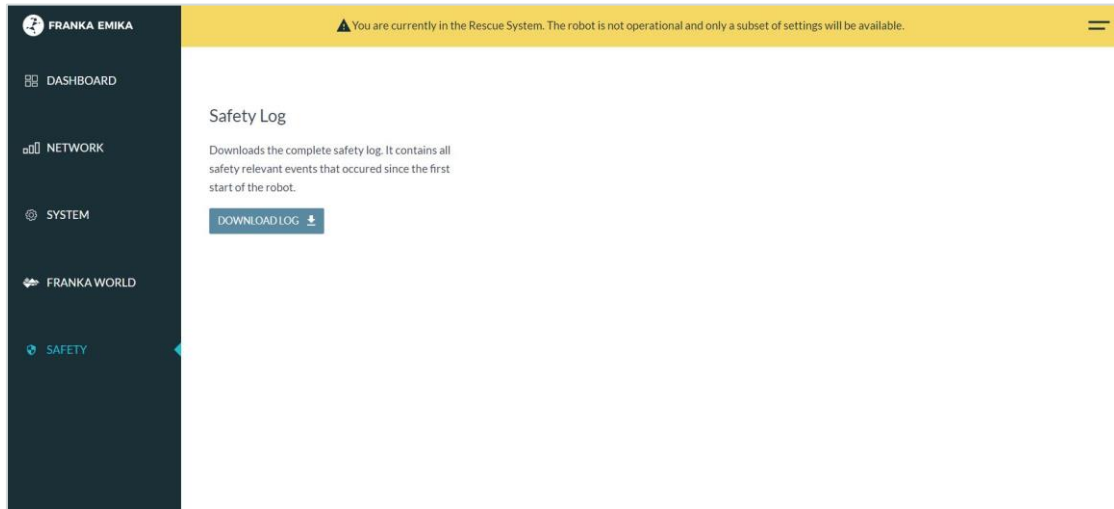 FRANKA EMIKA
You are currently in the Rescue System. The robot is not operational and only a subset of settings will be available.
DASHBOARD
NETWORK
SYSTEM
FRANKA WORLD
SAFETY
Safety Log
Downloads the complete safety log. It contains all
safety relevant events that occured since the first
start of the robot.
DOWNLOAD LOG